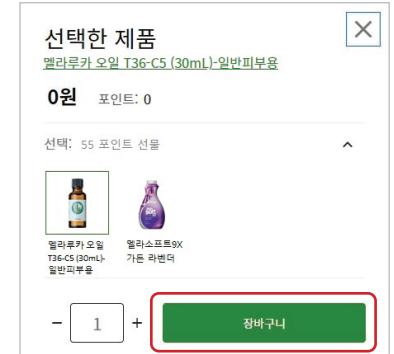 선택한 제품
멜라루카 오일 T36-C5 (30mL)-일반피부용
0원 포인트: 0
선택: 55 포인트 선물
멜라루카 오일
T36-C5 (30mL)-
일반피부용
멜라소프트9X
가든 라벤더
- 1 +
장바구니